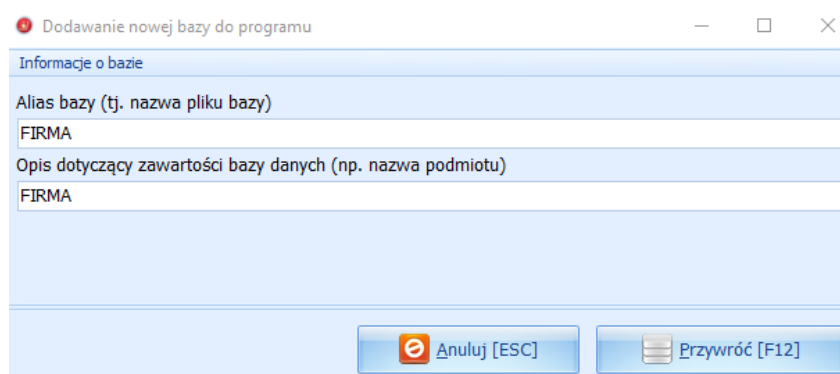 Dodawanie nowej bazy do programu
Informacje o bazie
Alias bazy (tj. nazwa pliku bazy)
FIRMA
Opis dotyczący zawartości bazy danych (np. nazwa podmiotu)
FIRMA
Anuluj [ESC]
Przywróć [F12]